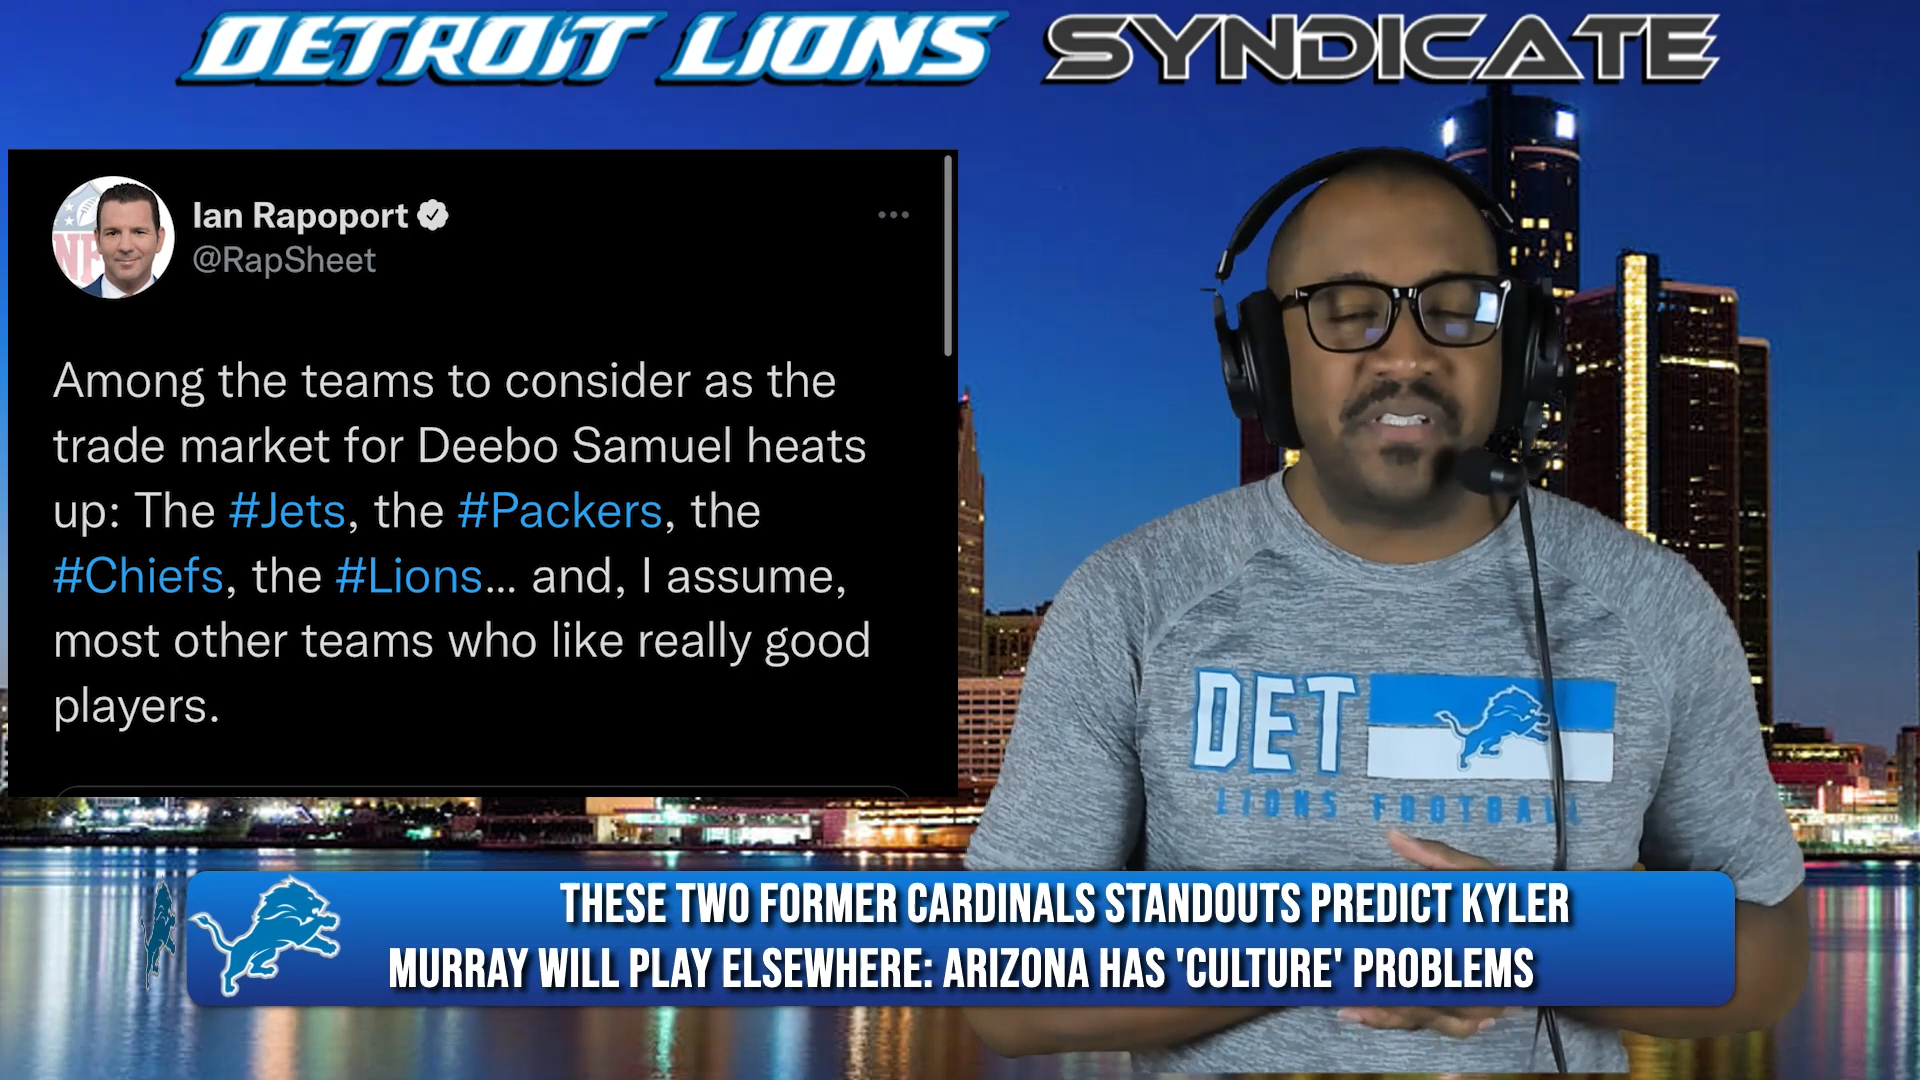 DETROIT LIONS SYNDICATE
Ian Rapoport
@RapSheet
Among the teams to consider as the
trade market for Deebo Samuel heats
up: The #Jets, the #Packers, the
#Chiefs, the #Lions... and, I assume,
most other teams who like really good
players.
DET
LIONS FOOTBALL
THESE TWO FORMER CARDINALS STANDOUTS PREDICT KYLER
MURRAY WILL PLAY ELSEWHERE: ARIZONA HAS 'CULTURE' PROBLEMS